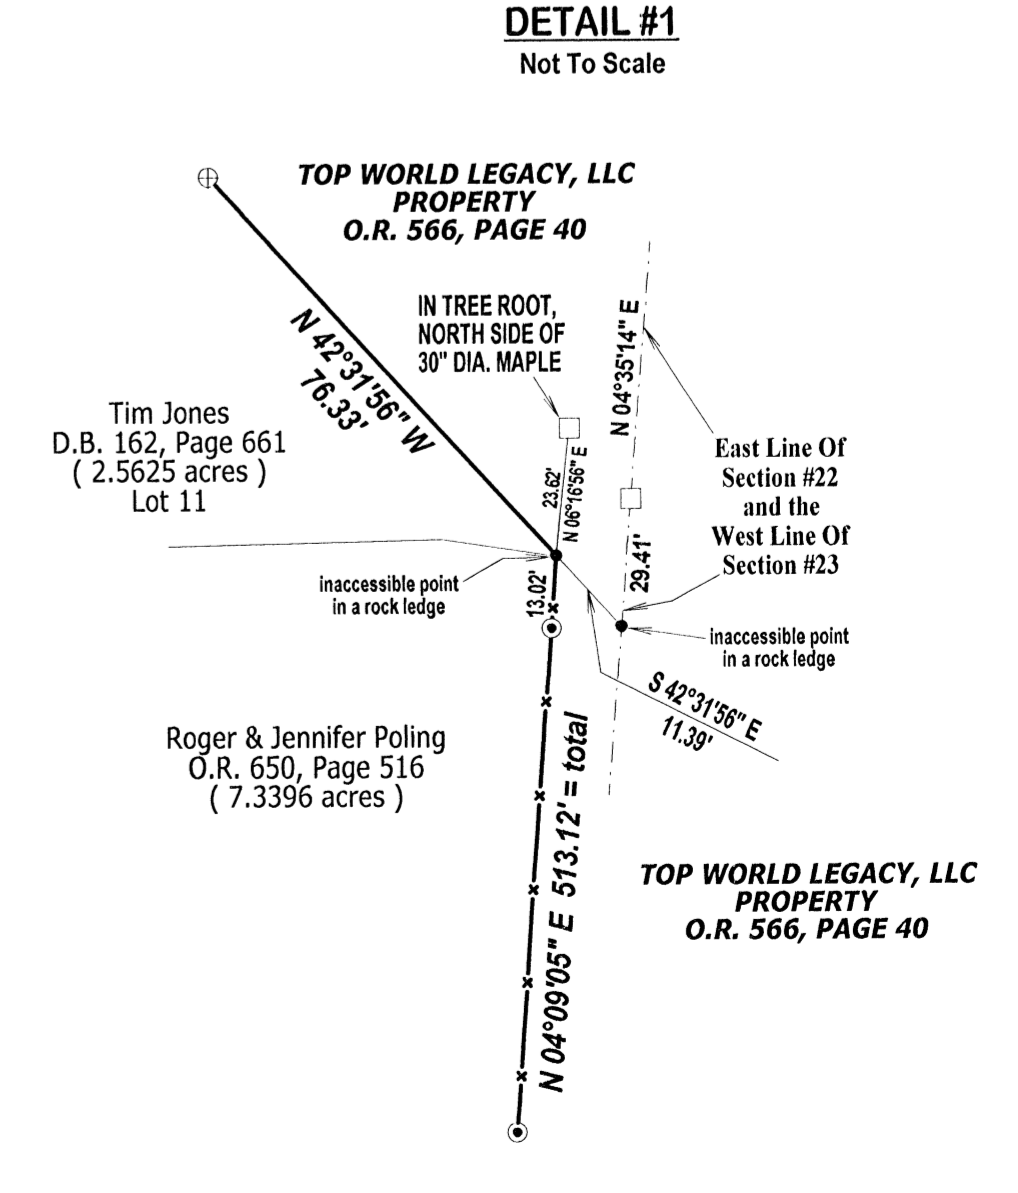 DETAIL #1
Not To Scale
TOP WORLD LEGACY, LLC
PROPERTY
O.R. 566, PAGE 40
IN TREE ROOT,
NORTH SIDE OF
30" DIA. MAPLE
N 04°35'14" E
N 42°31'56" W
76.33'
Tim Jones
D.B. 162, Page 661
( 2.5625 acres )
Lot 11
East Line Of
Section #22
and the
West Line Of
Section #23
23.62'
N 06°16'56" E
29.41'
inaccessible point
in a rock ledge
13.02'
inaccessible point
in a rock ledge
S 42°31'56" E
11.39'
Roger & Jennifer Poling
O.R. 650, Page 516
( 7.3396 acres )
N 04°09'05" E 513.12' = total
TOP WORLD LEGACY, LLC
PROPERTY
O.R. 566, PAGE 40